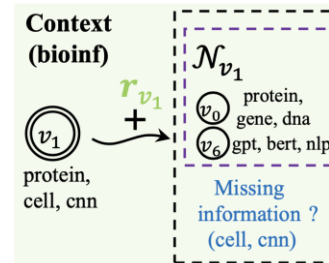 Context
(bioinf)
r_{v_1}
+
v_1
protein,
cell, cnn
𝒩_{v_1}
v_0 protein,
gene, dna
v_6 gpt, bert, nlp
Missing
information ?
(cell, cnn)